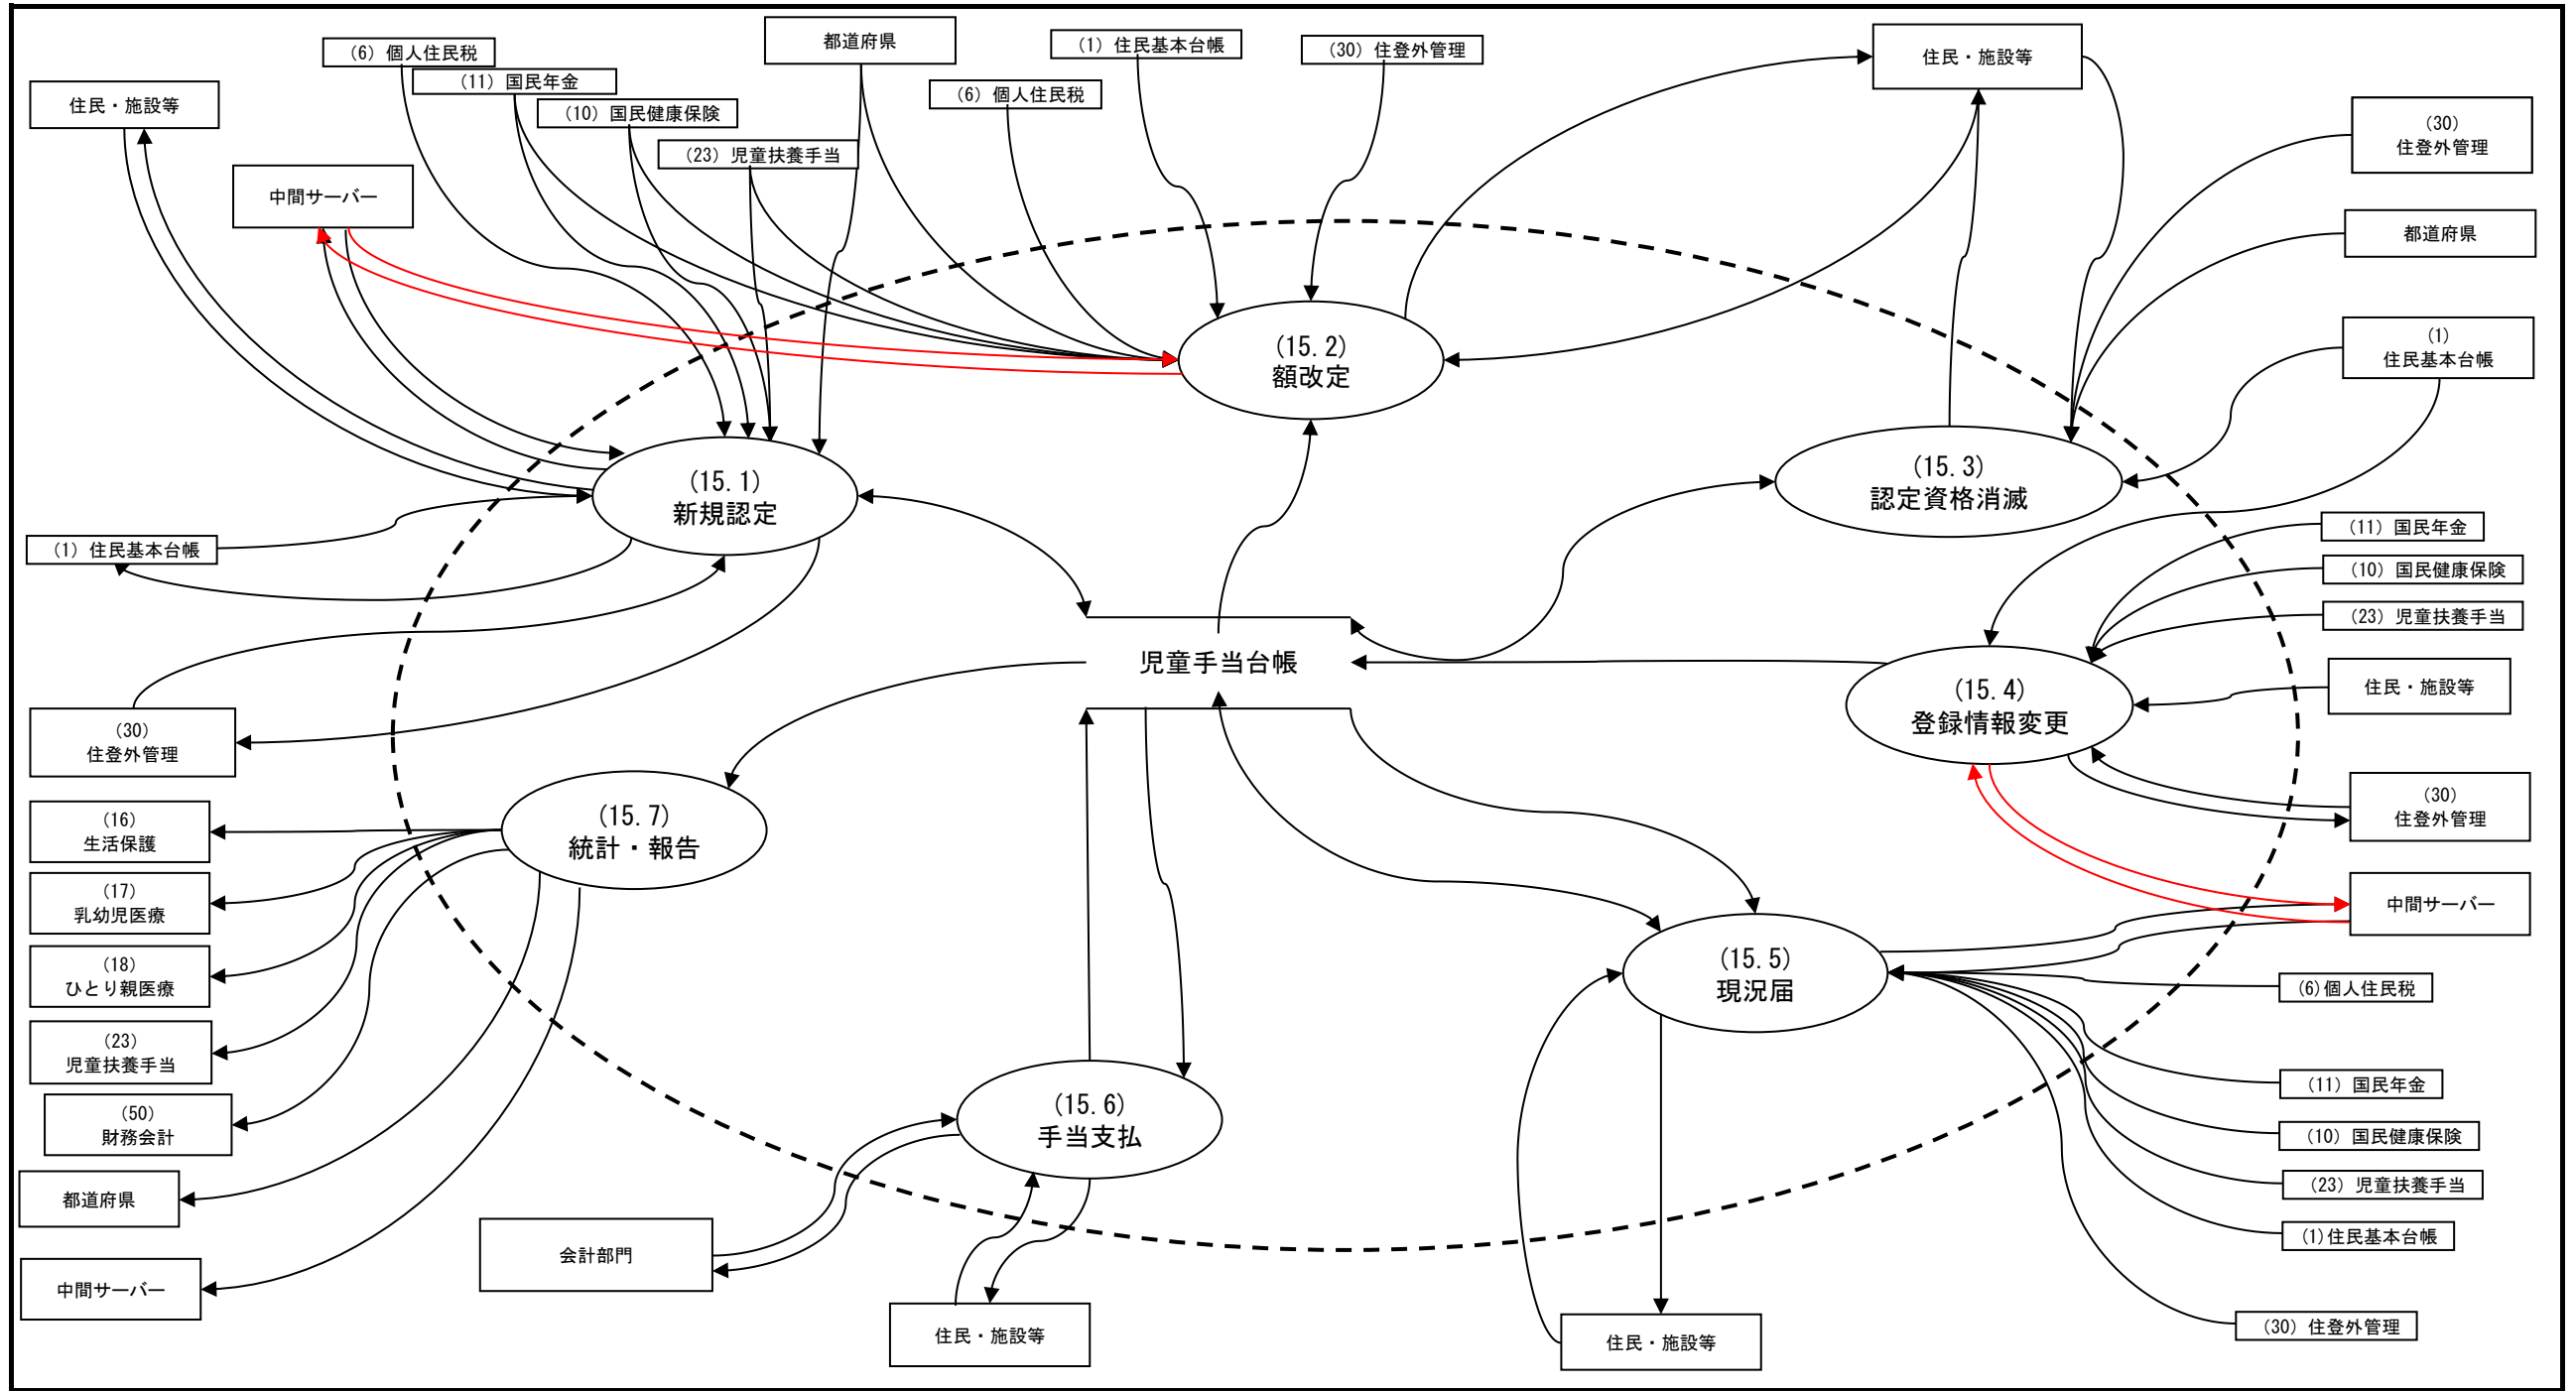 （6）個人住民税
（11）国民年金
（10）国民健康保険
（23）児童扶養手当
都道府県
（6）個人住民税
（1）住民基本台帳
（30）住登外管理
住民・施設等
住民・施設等
中間サーバー
（30）
住登外管理
都道府県
（1）
住民基本台帳
(15.2)
額改定
(15.1)
新規認定
(15.3)
認定資格消滅
（1）住民基本台帳
（11）国民年金
（10）国民健康保険
（23）児童扶養手当
児童手当台帳
(15.4)
登録情報変更
住民・施設等
（30）
住登外管理
（30）
住登外管理
中間サーバー
(15.7)
統計・報告
（16）
生活保護
（17）
乳幼児医療
（18）
ひとり親医療
（23）
児童扶養手当
（50）
財務会計
都道府県
中間サーバー
(15.5)
現況届
(6)個人住民税
（11）国民年金
（10）国民健康保険
（23）児童扶養手当
(1)住民基本台帳
（30）住登外管理
(15.6)
手当支払
会計部門
住民・施設等
住民・施設等